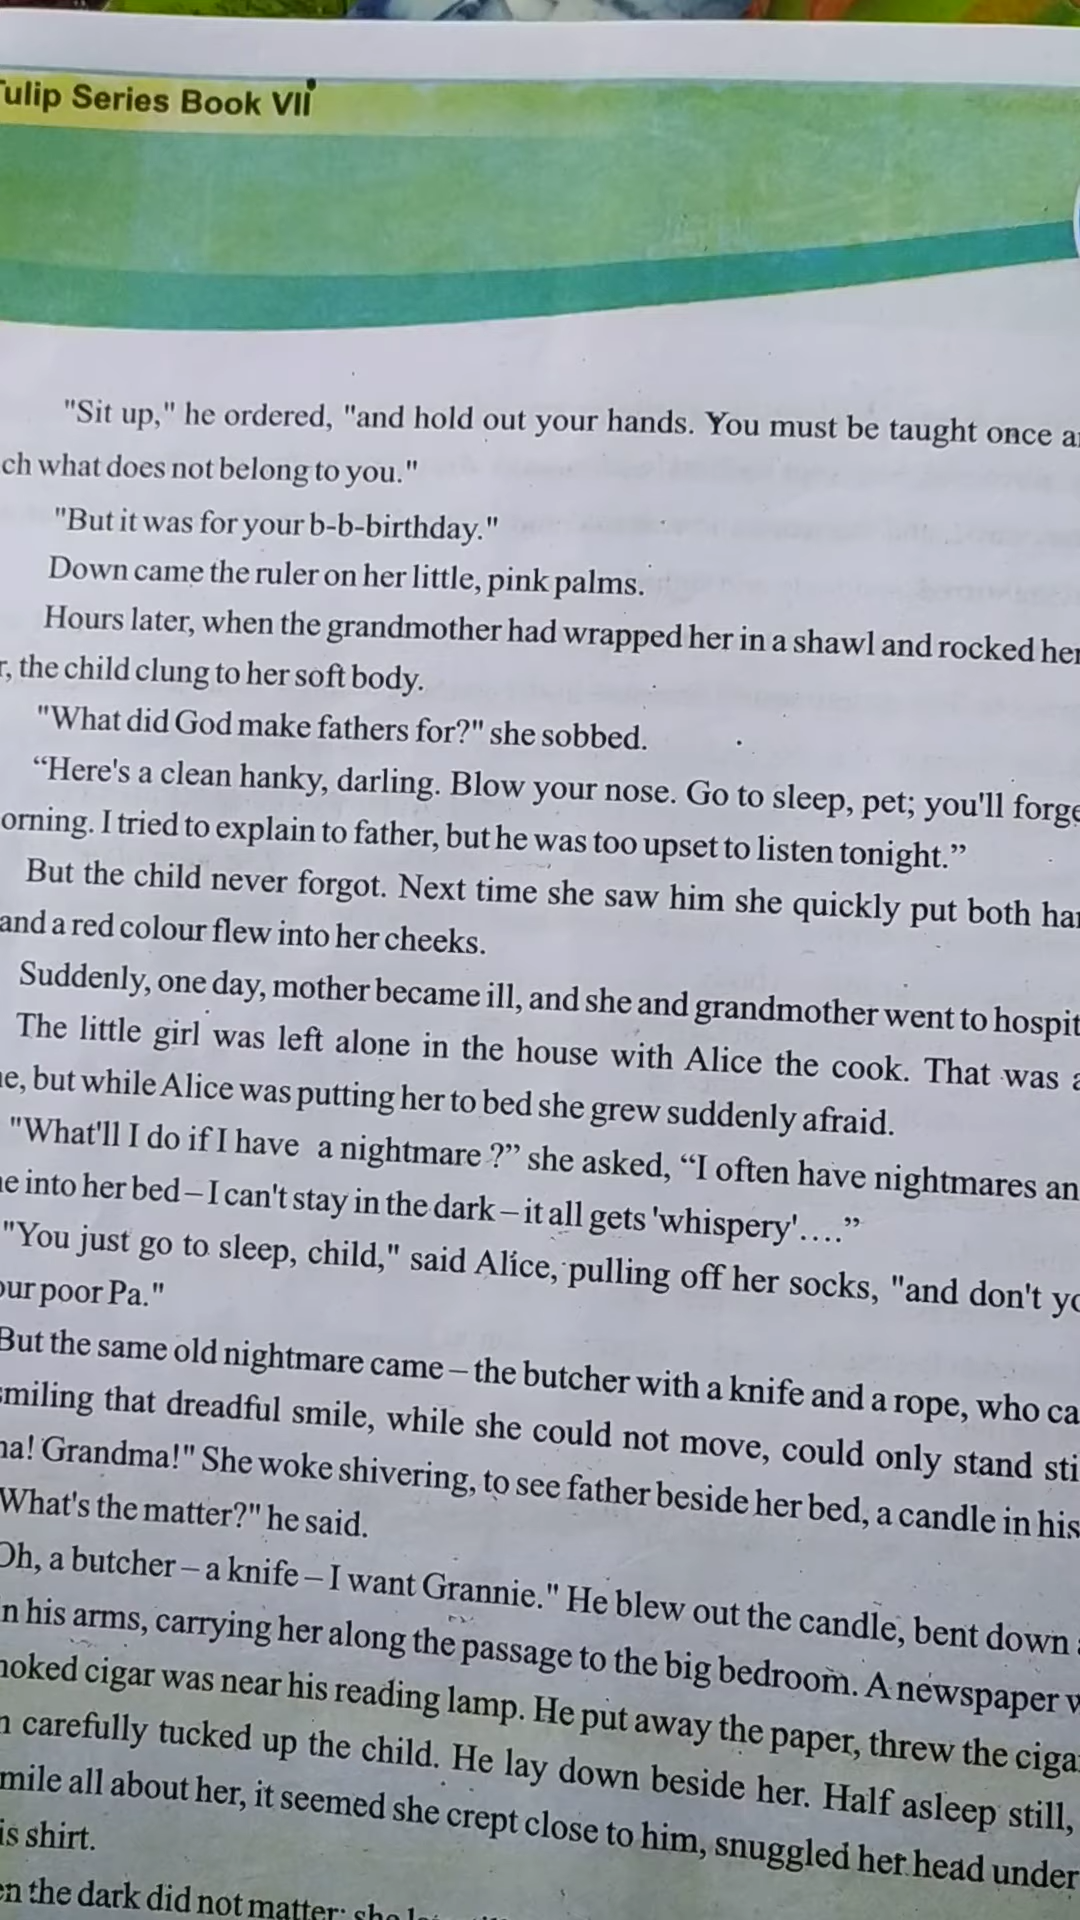 Tulip Series Book VII
"Sit up," he ordered, "and hold out your hands. You must be taught once
what does not belong to you."
"But it was for your b-b-birthday."
Down came the ruler on her little, pink palms.
Hours later, when the grandmother had wrapped her in a shawl and rocked her
the child clung to her soft body.
"What did God make fathers for?" she sobbed.
“Here's a clean hanky, darling. Blow your nose. Go to sleep, pet; you'll
I tried to explain to father, but he was too upset to listen tonight.”
But the child never forgot. Next time she saw him she quickly put both
and a red colour flew into her cheeks.
Suddenly, one day, mother became ill, and she and grandmother went to
The little girl was left alone in the house with Alice the cook. That was
but while Alice was putting her to bed she grew suddenly afraid.
"What'll I do if I have a nightmare ?” she asked, “I often have nightmares
into her bed – I can't stay in the dark – it all gets 'whispery'....”
"You just go to sleep, child," said Alice, pulling off her socks, "and don't
poor Pa."
But the same old nightmare came – the butcher with a knife and a rope, who
smiling that dreadful smile, while she could not move, could only stand
Grandma!" She woke shivering, to see father beside her bed, a candle in his
What's the matter?" he said.
Oh, a butcher – a knife – I want Grannie." He blew out the candle, bent down
in his arms, carrying her along the passage to the big bedroom. A newspaper
cigar was near his reading lamp. He put away the paper, threw the
carefully tucked up the child. He lay down beside her. Half asleep still,
all about her, it seemed she crept close to him, snuggled her head under
shirt.
the dark did not matter; she